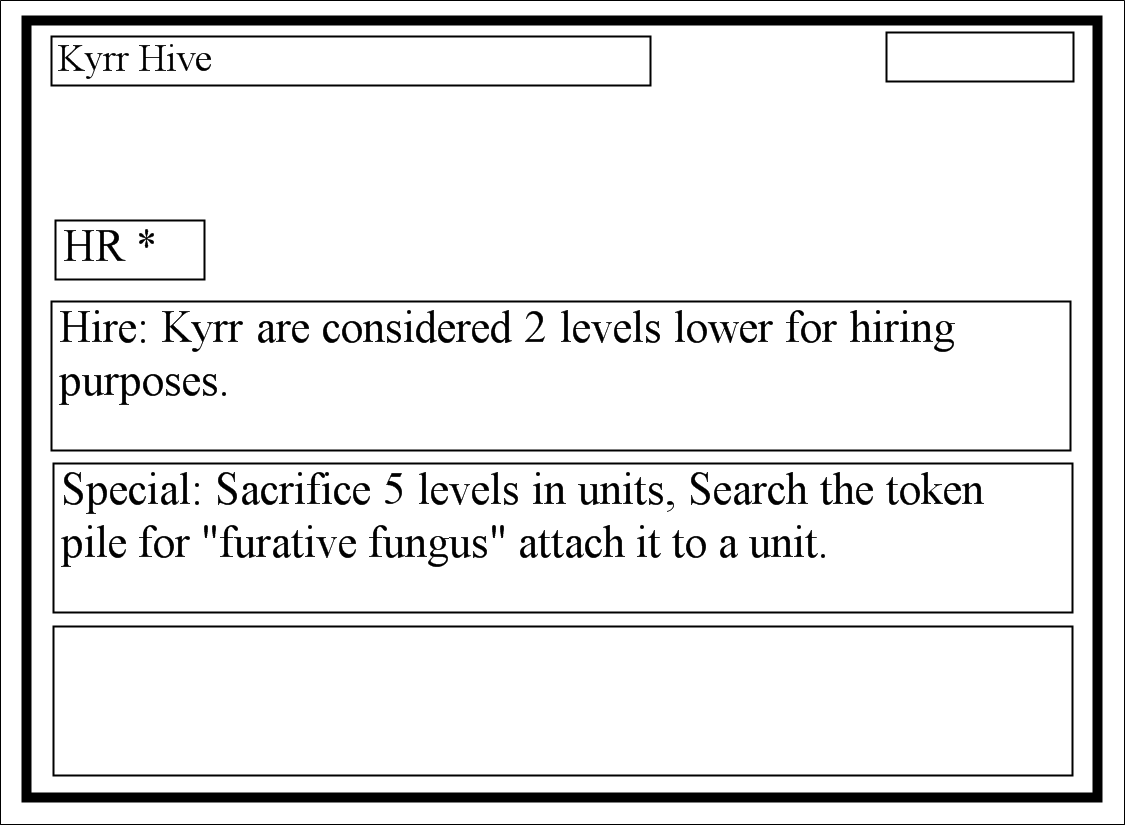 Kyrr Hive
HR *
Hire: Kyrr are considered 2 levels lower for hiring
purposes.
Special: Sacrifice 5 levels in units, Search the token
pile for "furative fungus" attach it to a unit.